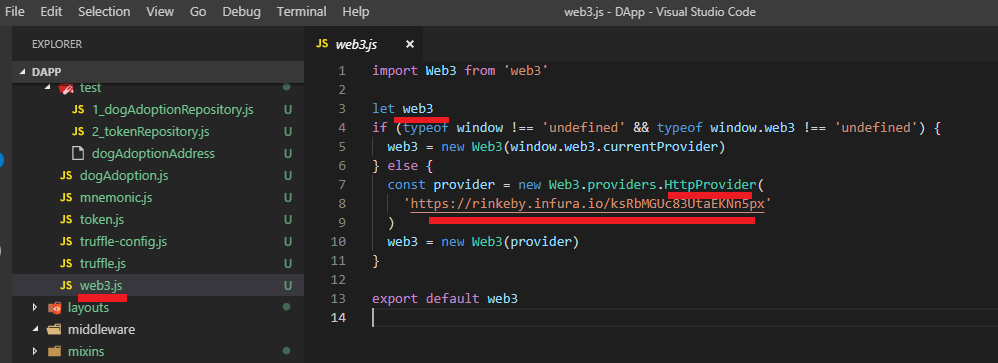 File Edit Selection View Go Debug Terminal Help web3.js - DApp - Visual Studio Code
EXPLORER
DAPP
test
JS 1_dogAdoptionRepository.js U
JS 2_tokenRepository.js U
dogAdoptionAddress U
JS dogAdoption.js U
JS mnemonic.js U
JS token.js U
JS truffle-config.js U
JS truffle.js U
JS web3.js U
layouts
middleware
mixins
JS web3.js ×
1 import Web3 from 'web3'
2
3 let web3
4 if (typeof window !== 'undefined' && typeof window.web3 !== 'undefined') {
5 web3 = new Web3(window.web3.currentProvider)
6 } else {
7 const provider = new Web3.providers.HttpProvider(
8 'https://rinkeby.infura.io/ksRbMGUc83UtaEKNn5px'
9 )
10 web3 = new Web3(provider)
11 }
12
13 export default web3
14